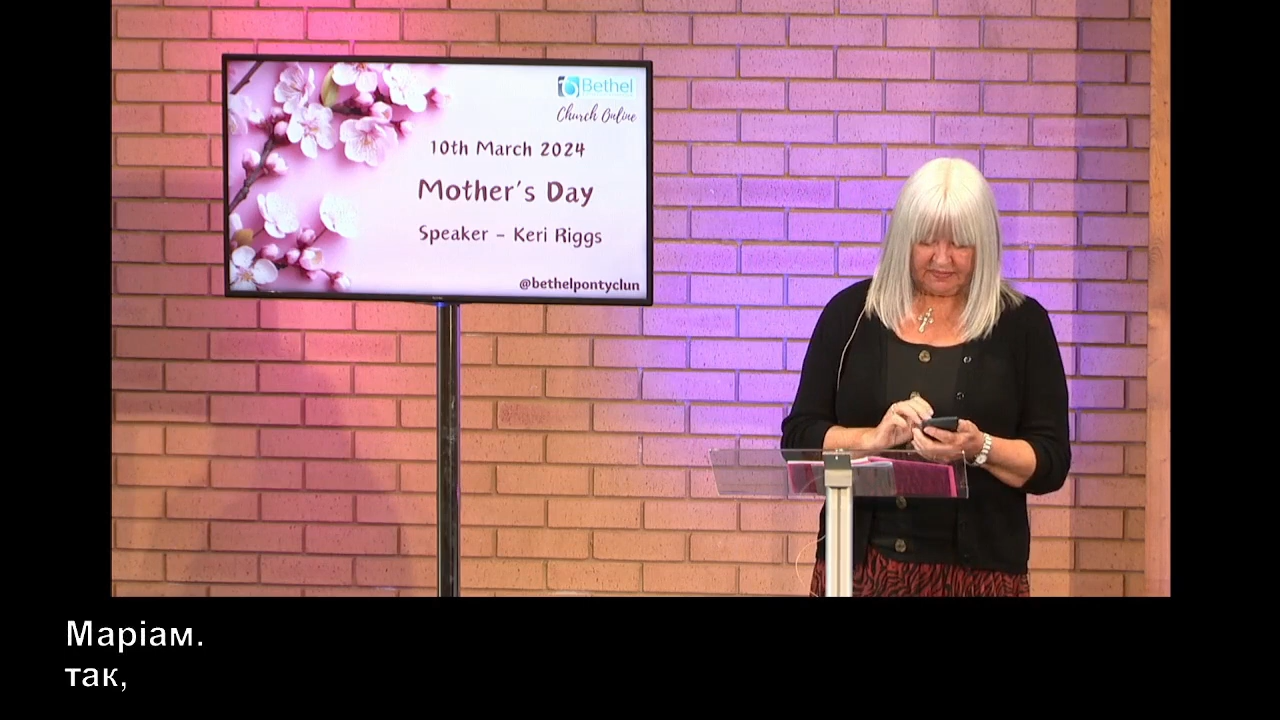 Bethel
Church Online
10th March 2024
Mother's Day
Speaker - Keri Riggs
@bethelpontyclun
Маріам.
так,